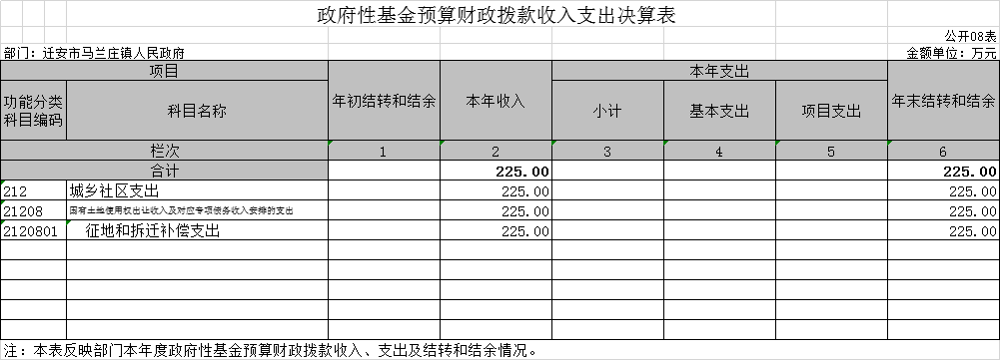 政府性基金预算财政拨款收入支出决算表
公开08表
部门：迁安市马兰庄镇人民政府 金额单位：万元
项目 年初结转和结余 本年收入 本年支出 年末结转和结余
功能分类科目编码 科目名称 小计 基本支出 项目支出
栏次 1 2 3 4 5 6
合计 225.00 225.00
212 城乡社区支出 225.00 225.00
21208 国有土地使用权出让收入及对应专项债务收入安排的支出 225.00 225.00
2120801 征地和拆迁补偿支出 225.00 225.00
注：本表反映部门本年度政府性基金预算财政拨款收入、支出及结转和结余情况。